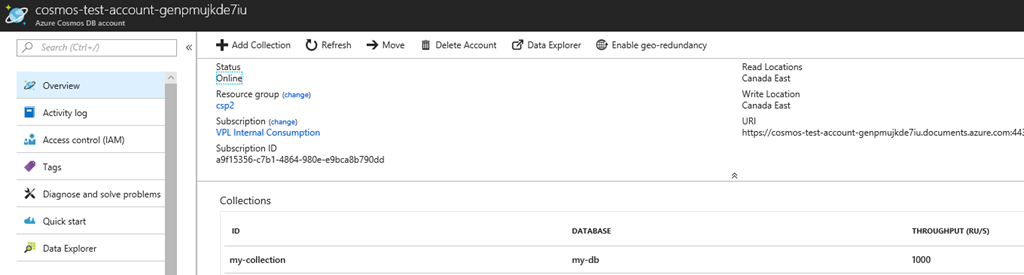 cosmos-test-account-genpmujkde7iu
Azure Cosmos DB account
Search (Ctrl+/)
«
Overview
Activity log
Access control (IAM)
Tags
Diagnose and solve problems
Quick start
Data Explorer
Add Collection Refresh Move Delete Account Data Explorer Enable geo-redundancy
Status
Online
Resource group (change)
csp2
Subscription (change)
VPL Internal Consumption
Subscription ID
a9f15356-c7b1-4864-980e-e9bca8b790dd
Read Locations
Canada East
Write Location
Canada East
URI
https://cosmos-test-account-genpmujkde7iu.documents.azure.com:443
Collections
ID DATABASE THROUGHPUT (RU/S)
my-collection my-db 1000